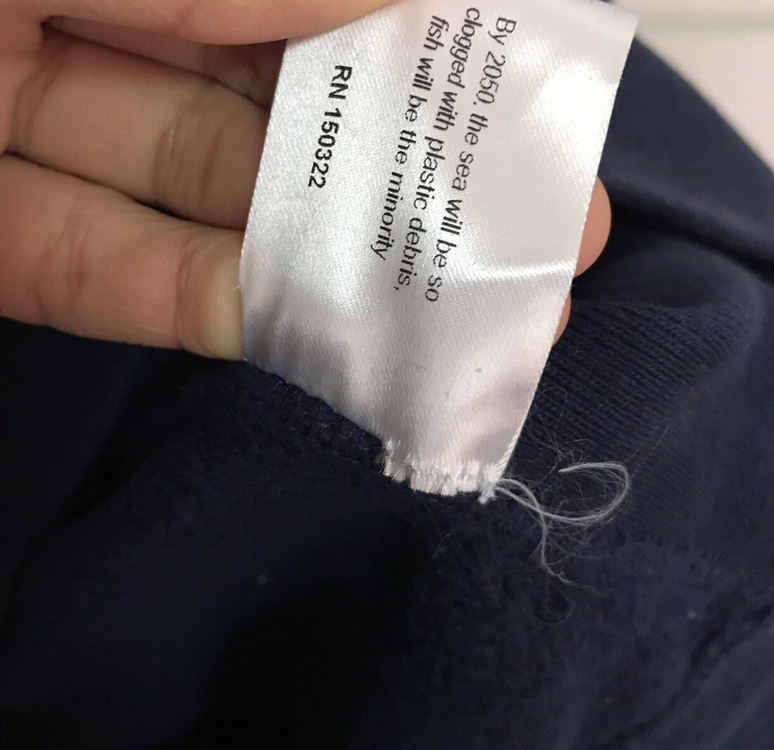 By 2050. the sea will be so
clogged with plastic debris,
fish will be the minority
RN 150322